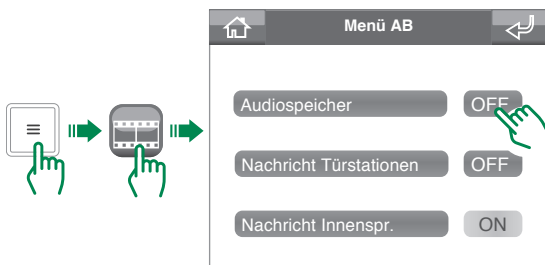 Menü AB
Audiospeicher OFF
Nachricht Türstationen OFF
Nachricht Innenspr. ON